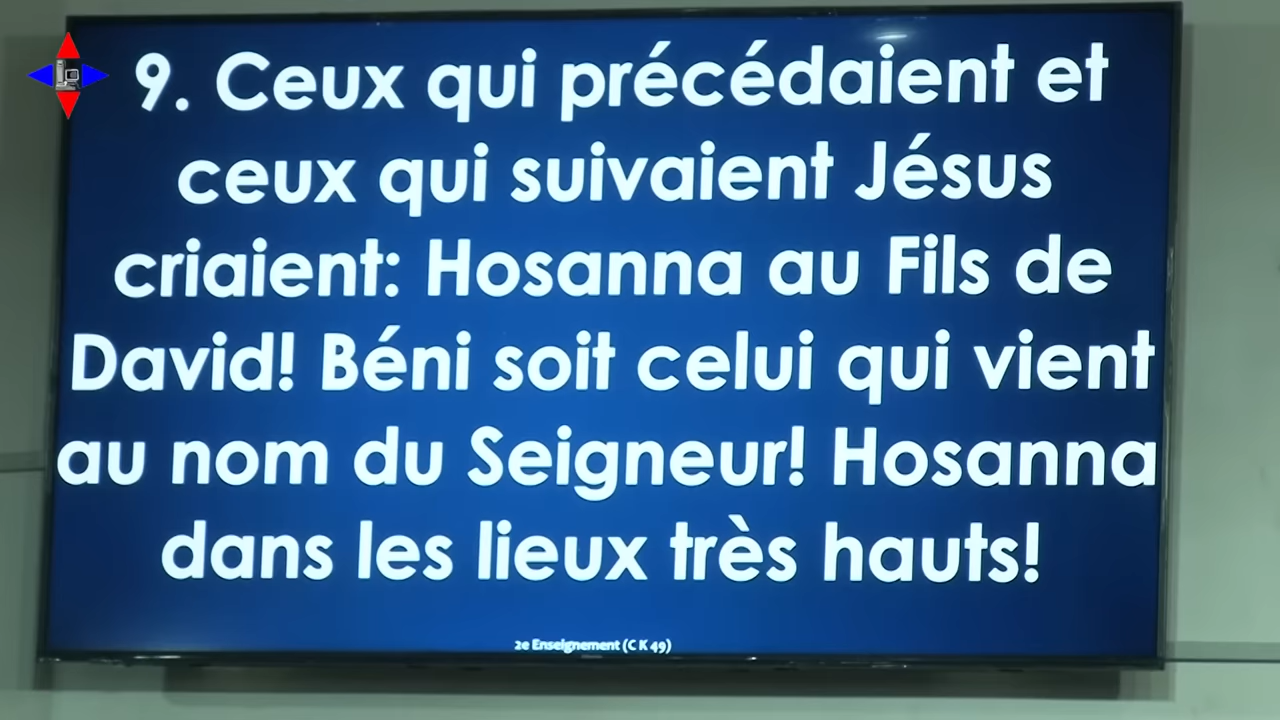 9. Ceux qui précédaient et
ceux qui suivaient Jésus
criaient: Hosanna au Fils de
David! Béni soit celui qui vient
au nom du Seigneur! Hosanna
dans les lieux très hauts!
2e Enseignement (C K 49)